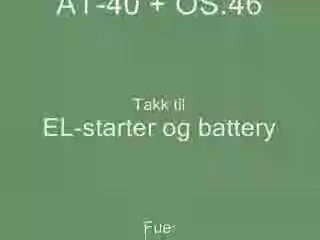 AT-40 + OS.46
Takk til
EL-starter og battery
Fue: